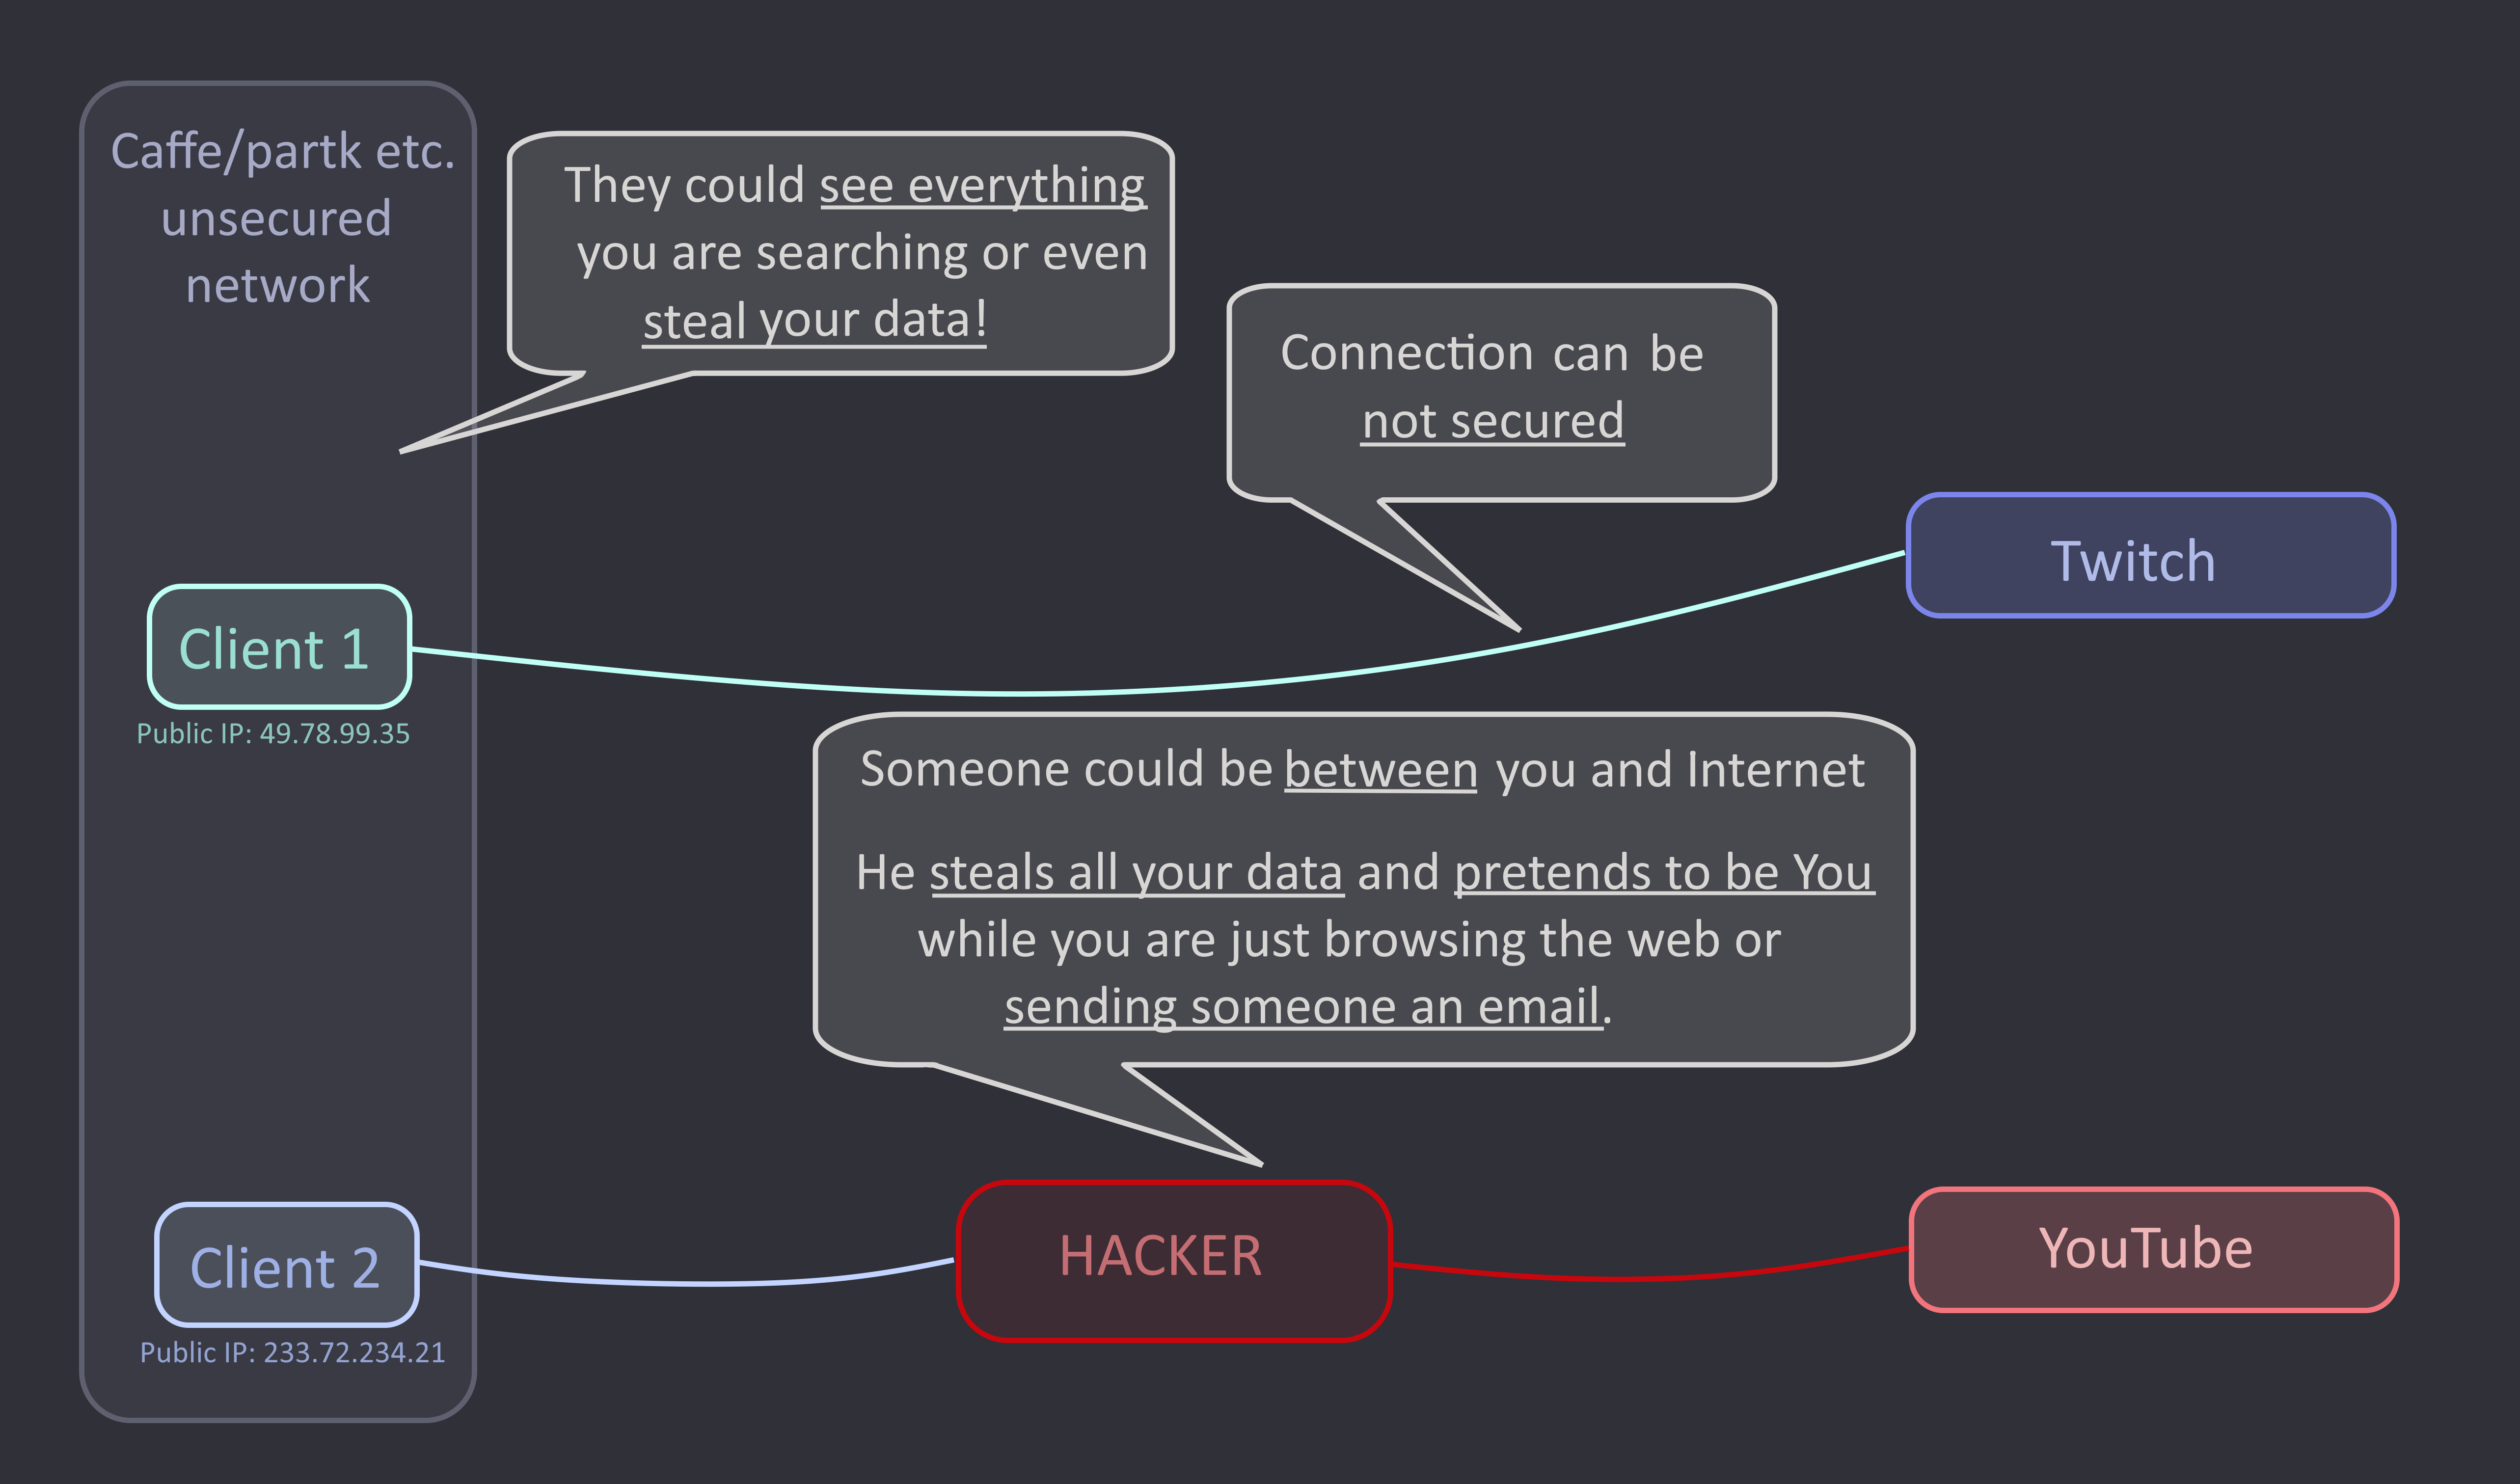 Caffe/partk etc.
unsecured
network
They could see everything
you are searching or even
steal your data!
Connection can be
not secured
Twitch
Client 1
Public IP: 49.78.99.35
Someone could be between you and Internet
He steals all your data and pretends to be You
while you are just browsing the web or
sending someone an email.
Client 2
Public IP: 233.72.234.21
HACKER
YouTube